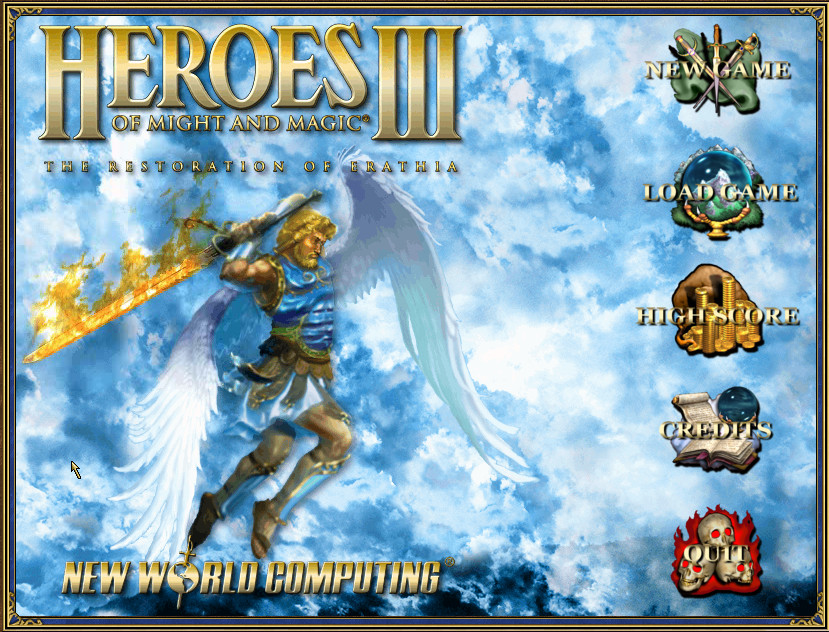 HEROES III
OF MIGHT AND MAGIC®
THE RESTORATION OF ERATHIA
NEW GAME
LOAD GAME
HIGH SCORE
CREDITS
QUIT
NEW WORLD COMPUTING®